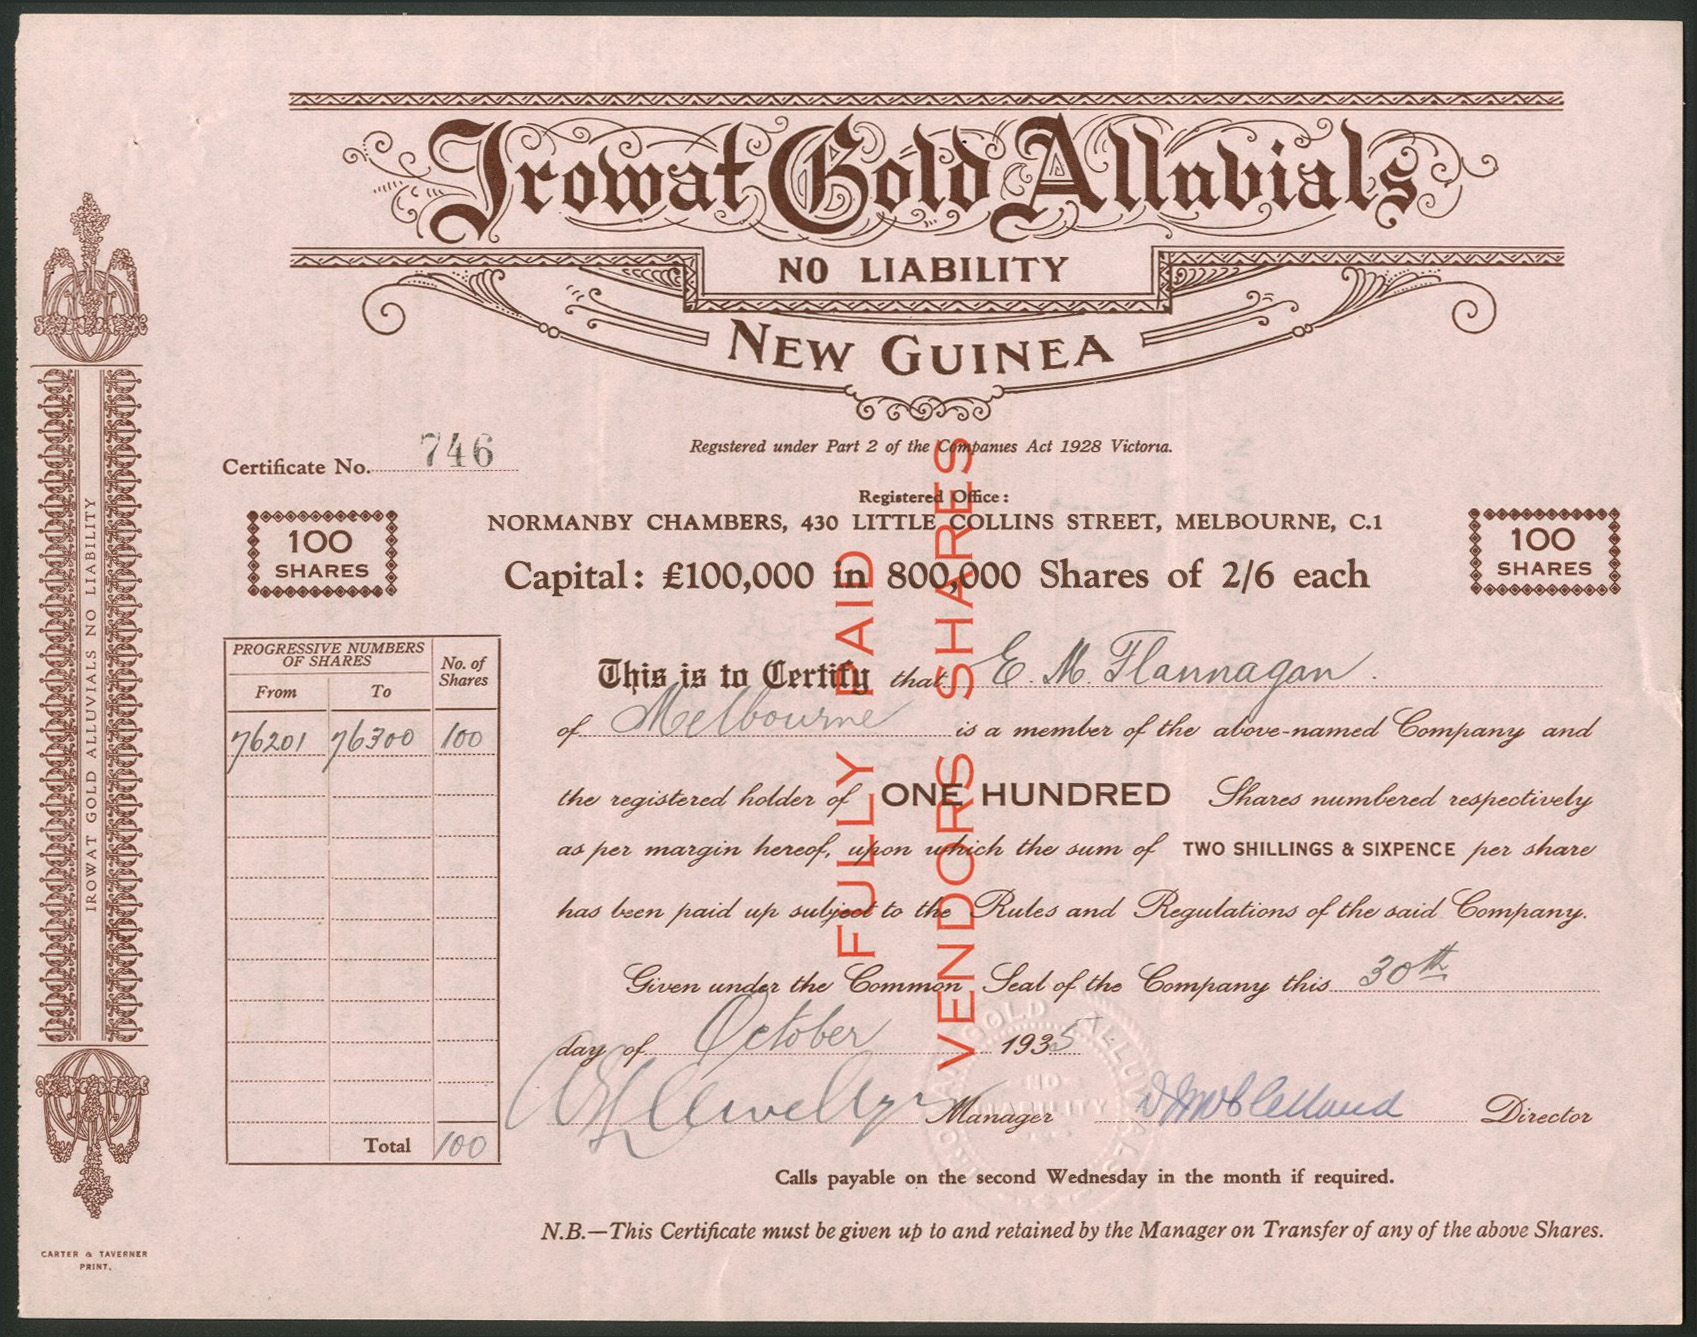 Irowat Gold Alluvials
NO LIABILITY
NEW GUINEA
Registered under Part 2 of the Companies Act 1928 Victoria.
Certificate No. 746
Registered Office:
NORMANBY CHAMBERS, 430 LITTLE COLLINS STREET, MELBOURNE, C.1
100
SHARES
Capital: £100,000 in 800,000 Shares of 2/6 each
100
SHARES
PROGRESSIVE NUMBERS
OF SHARES
No. of
Shares
From To
76201 76300 100
Total 100
This is to Certify that E. M. Flannagan.
of Melbourne is a member of the above-named Company and
the registered holder of ONE HUNDRED Shares numbered respectively
as per margin hereof, upon which the sum of TWO SHILLINGS & SIXPENCE per share
has been paid up subject to the Rules and Regulations of the said Company.
Given under the Common Seal of the Company this 30th
day of October 1935
Llewellyn Manager Director
FULLY PAID
VENDORS SHARES
GOLD ALLUVIALS
NO
LIABILITY
Calls payable on the second Wednesday in the month if required.
N.B.—This Certificate must be given up to and retained by the Manager on Transfer of any of the above Shares.
IROWAT GOLD ALLUVIALS NO LIABILITY
CARTER & TAVERNER
PRINT.